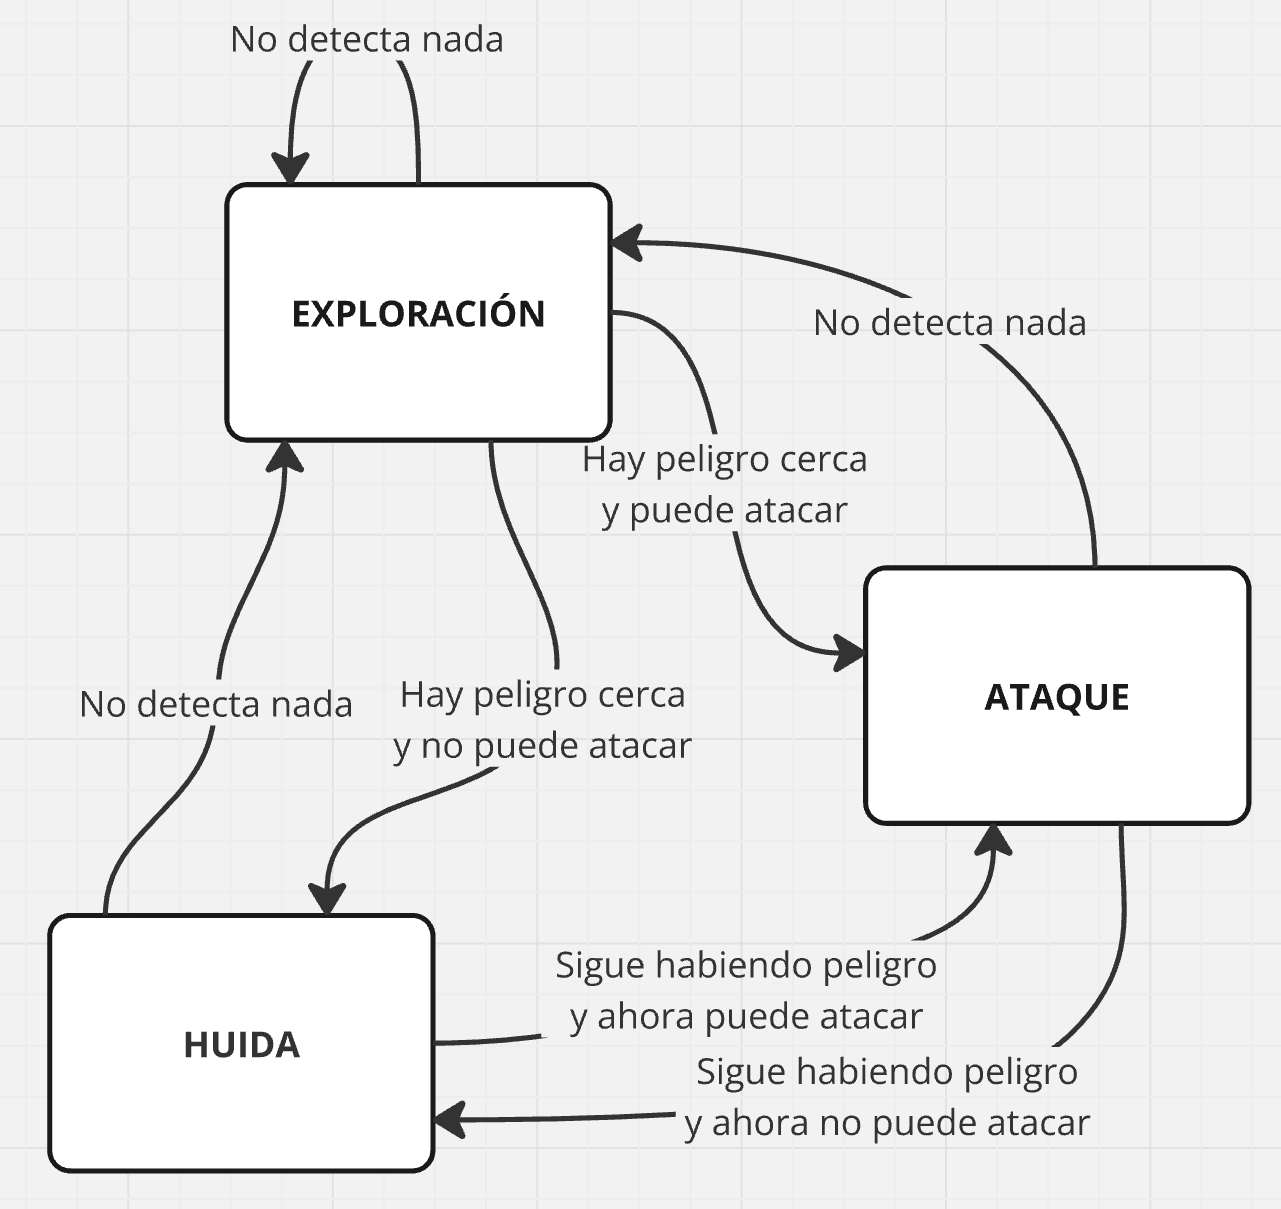 No detecta nada
EXPLORACIÓN
No detecta nada
Hay peligro cerca
y puede atacar
ATAQUE
No detecta nada
Hay peligro cerca
y no puede atacar
HUIDA
Sigue habiendo peligro
y ahora puede atacar
Sigue habiendo peligro
y ahora no puede atacar